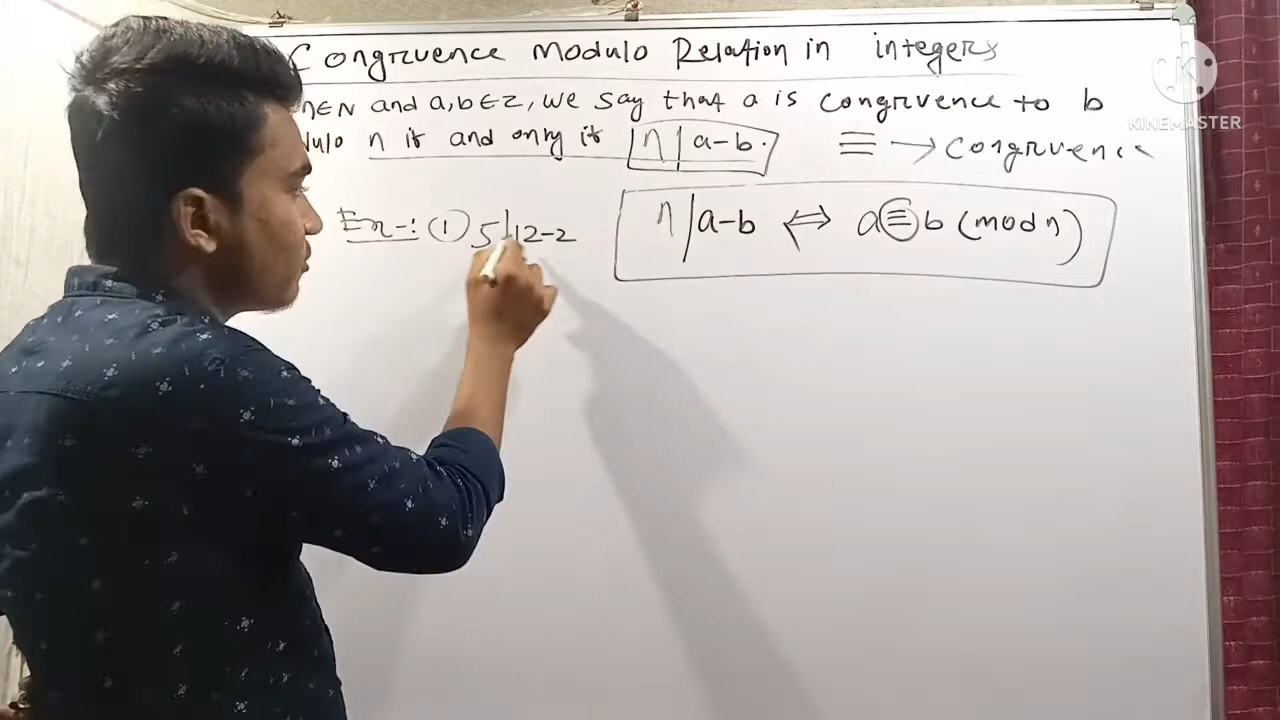 Congruence Modulo Relation in integers
n∈N and a,b∈Z, we say that a is congruence to b
n if and only if n | a-b.
≡ → congruence
Ex-: (1) 5|12-2
n | a-b ⇔ a ≡ b (mod n)
KINEMASTER